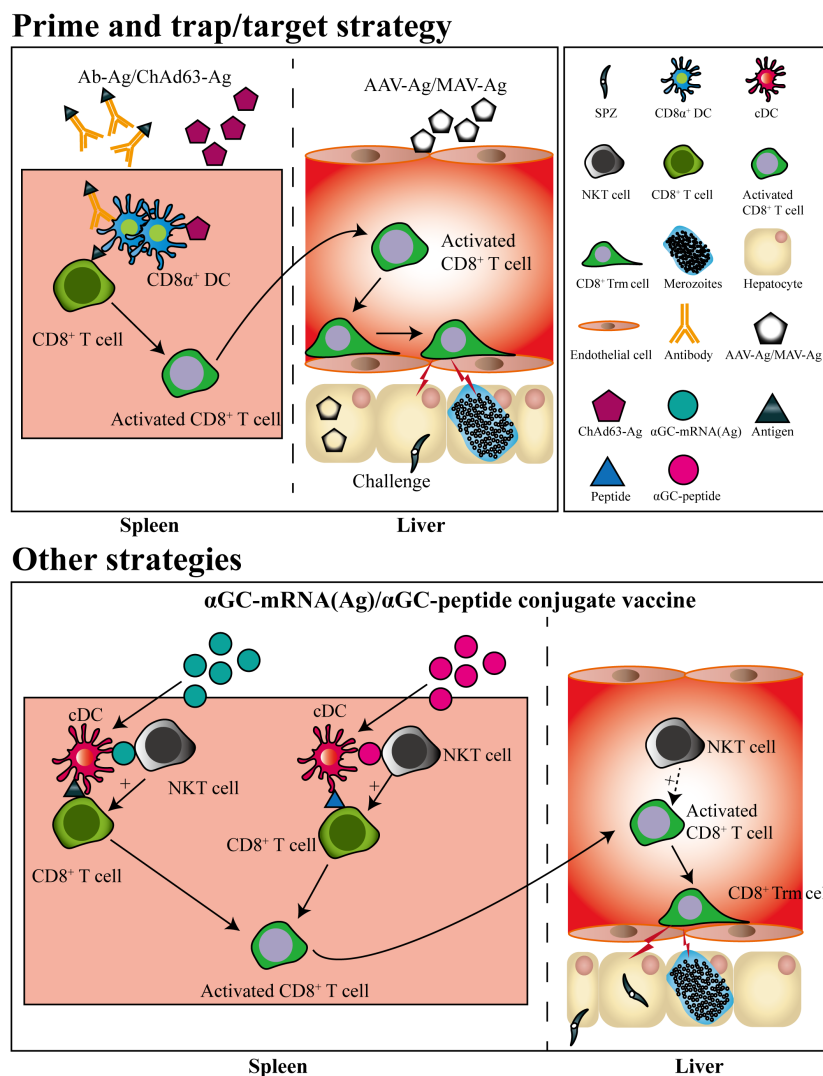 Prime and trap/target strategy
Ab-Ag/ChAd63-Ag
AAV-Ag/MAV-Ag
CD8α⁺ DC
CD8⁺ T cell
Activated CD8⁺ T cell
Activated
CD8⁺ T cell
Challenge
Spleen
Liver
SPZ
CD8α⁺ DC
cDC
NKT cell
CD8⁺ T cell
Activated
CD8⁺ T cell
CD8⁺ Trm cell
Merozoites
Hepatocyte
Endothelial cell
Antibody
AAV-Ag/MAV-Ag
ChAd63-Ag
αGC-mRNA(Ag)
Antigen
Peptide
αGC-peptide
Other strategies
αGC-mRNA(Ag)/αGC-peptide conjugate vaccine
cDC
NKT cell
+
CD8⁺ T cell
cDC
NKT cell
+
CD8⁺ T cell
Activated CD8⁺ T cell
NKT cell
+
Activated
CD8⁺ T cell
CD8⁺ Trm cel
Spleen
Liver